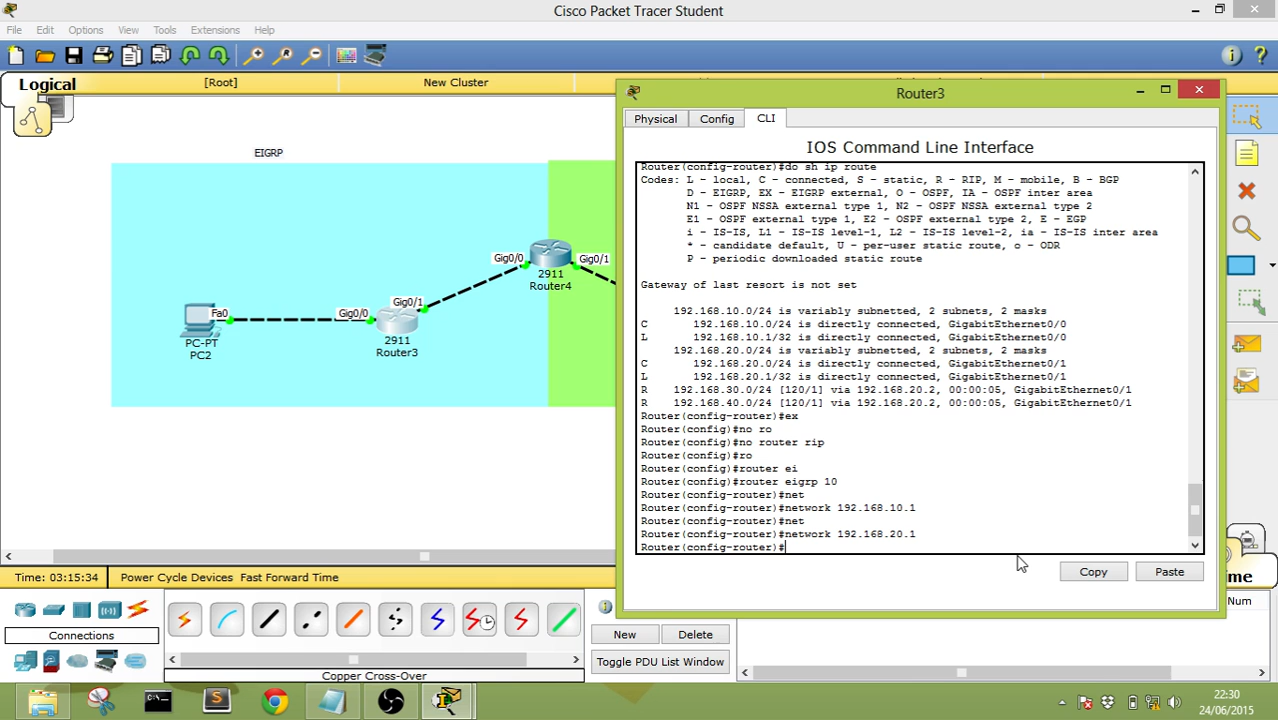 Cisco Packet Tracer Student
File Edit Options View Tools Extensions Help
Logical
[Root]
New Cluster
EIGRP
Gig0/0
Gig0/1
2911
Router4
Gig0/1
Fa0
Gig0/0
PC-PT
PC2
2911
Router3
Router3
Physical Config CLI
IOS Command Line Interface
Router(config-router)#do sh ip route
Codes: L - local, C - connected, S - static, R - RIP, M - mobile, B - BGP
D - EIGRP, EX - EIGRP external, O - OSPF, IA - OSPF inter area
N1 - OSPF NSSA external type 1, N2 - OSPF NSSA external type 2
E1 - OSPF external type 1, E2 - OSPF external type 2, E - EGP
i - IS-IS, L1 - IS-IS level-1, L2 - IS-IS level-2, ia - IS-IS inter area
* - candidate default, U - per-user static route, o - ODR
P - periodic downloaded static route
Gateway of last resort is not set
192.168.10.0/24 is variably subnetted, 2 subnets, 2 masks
C 192.168.10.0/24 is directly connected, GigabitEthernet0/0
L 192.168.10.1/32 is directly connected, GigabitEthernet0/0
192.168.20.0/24 is variably subnetted, 2 subnets, 2 masks
C 192.168.20.0/24 is directly connected, GigabitEthernet0/1
L 192.168.20.1/32 is directly connected, GigabitEthernet0/1
R 192.168.30.0/24 [120/1] via 192.168.20.2, 00:00:05, GigabitEthernet0/1
R 192.168.40.0/24 [120/1] via 192.168.20.2, 00:00:05, GigabitEthernet0/1
Router(config-router)#ex
Router(config)#no ro
Router(config)#no router rip
Router(config)#ro
Router(config)#router ei
Router(config)#router eigrp 10
Router(config-router)#net
Router(config-router)#network 192.168.10.1
Router(config-router)#net
Router(config-router)#network 192.168.20.1
Router(config-router)#
Copy Paste
Time: 03:15:34 Power Cycle Devices Fast Forward Time
Connections
Copper Cross-Over
New Delete
Toggle PDU List Window
Num
22:30
24/06/2015